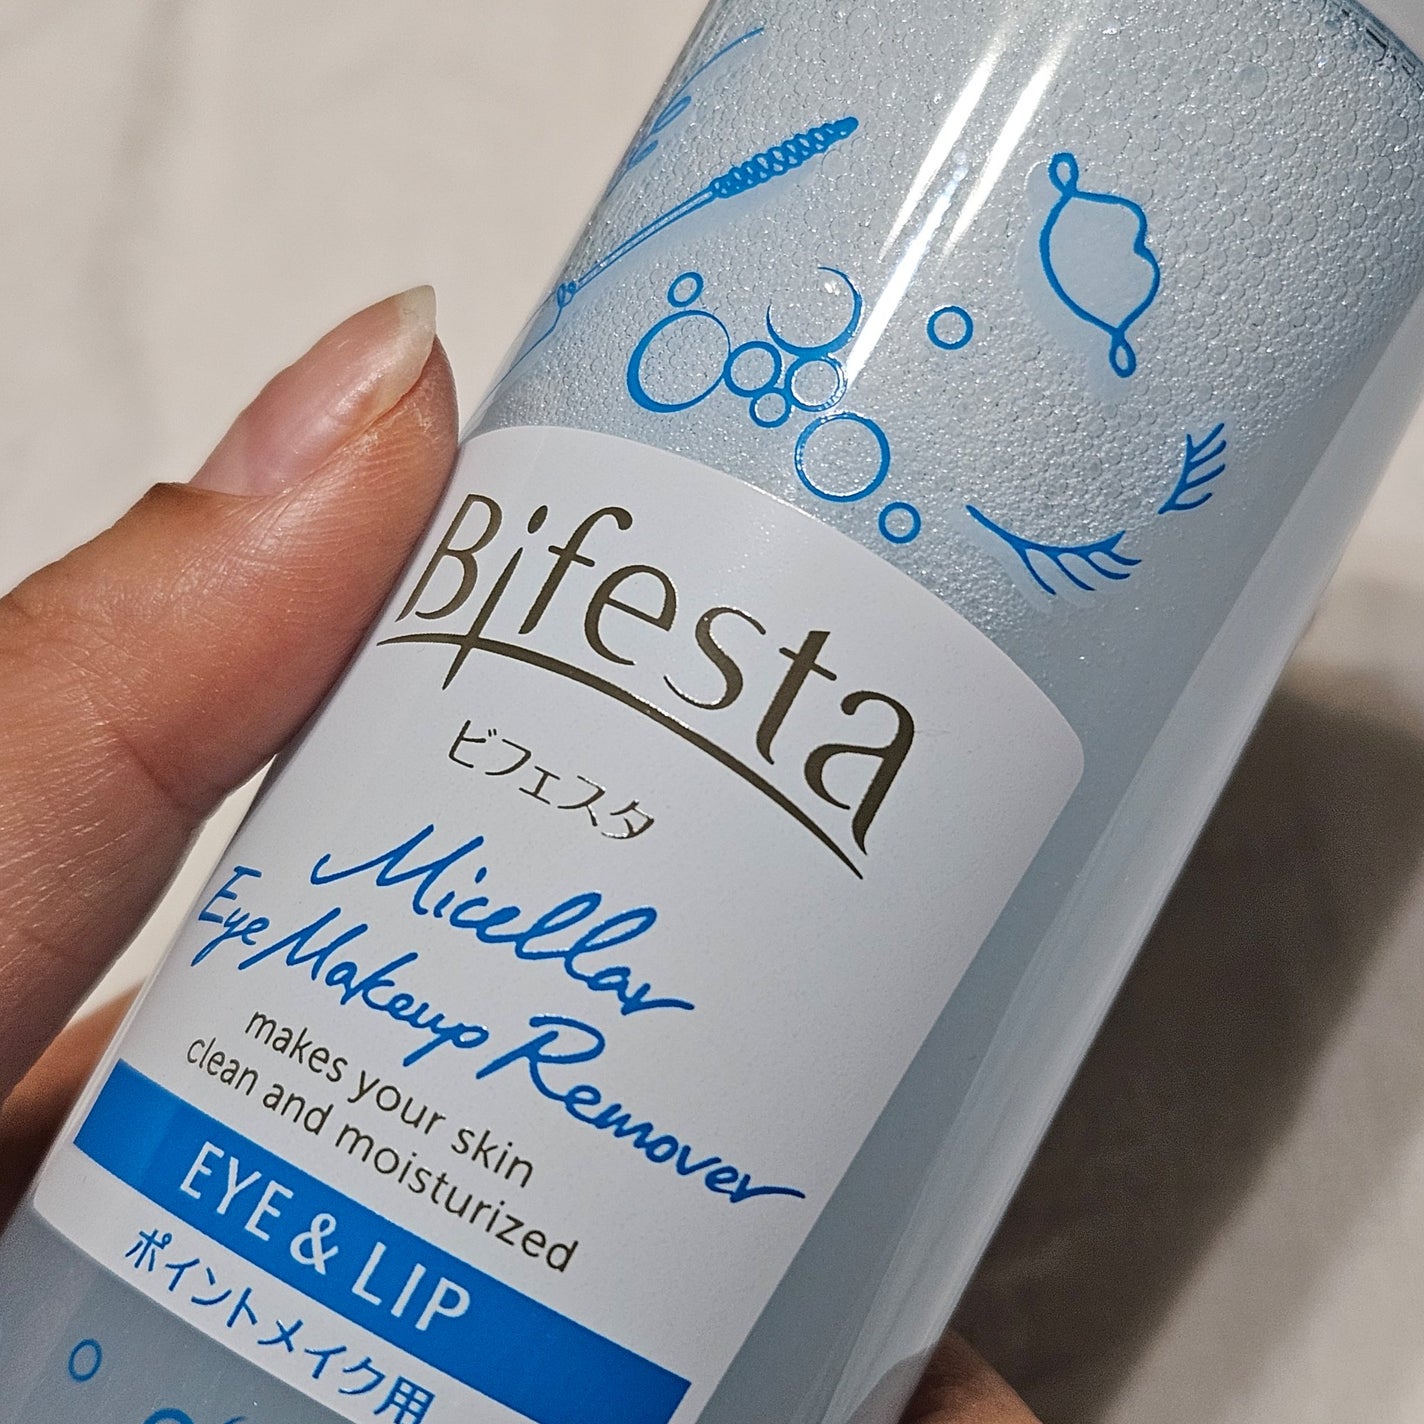 Bifesta
ビフェスタ
Micellar
Eye Makeup Remover
makes your skin
clean and moisturized
EYE & LIP
ポイントメイク用